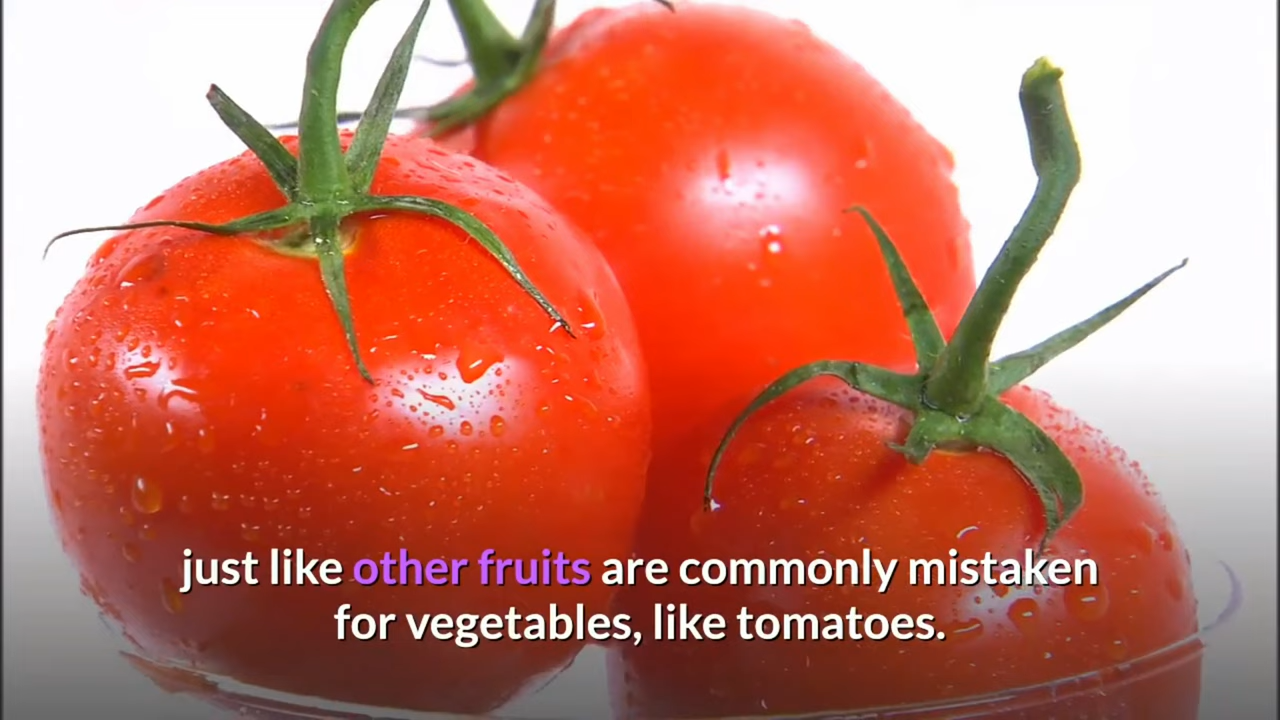 just like other fruits are commonly mistaken
for vegetables, like tomatoes.